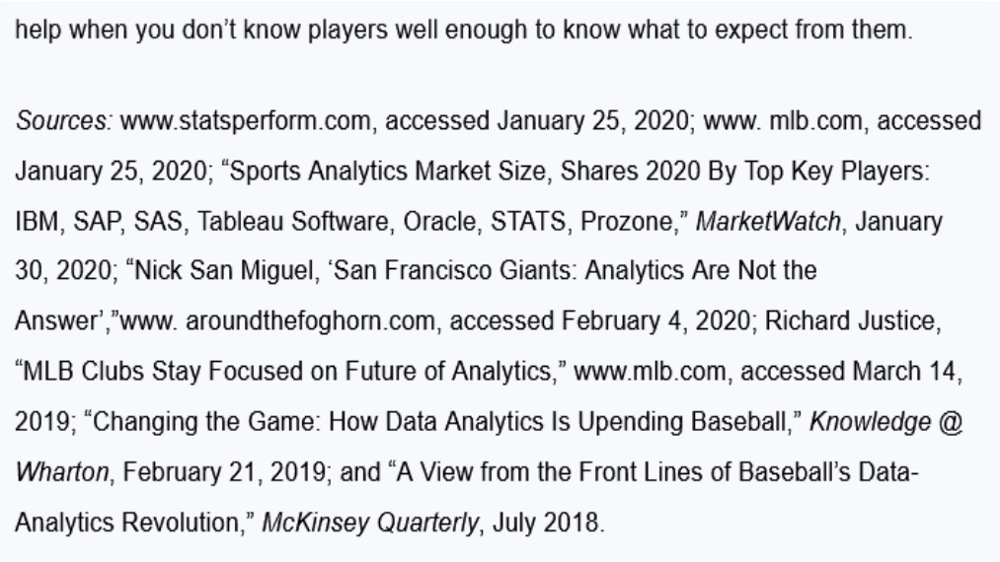 help when you don’t know players well enough to know what to expect from them.
Sources: www.statsperform.com, accessed January 25, 2020; www. mlb.com, accessed
January 25, 2020; “Sports Analytics Market Size, Shares 2020 By Top Key Players:
IBM, SAP, SAS, Tableau Software, Oracle, STATS, Prozone,” MarketWatch, January
30, 2020; “Nick San Miguel, ‘San Francisco Giants: Analytics Are Not the
Answer’,”www. aroundthefoghorn.com, accessed February 4, 2020; Richard Justice,
“MLB Clubs Stay Focused on Future of Analytics,” www.mlb.com, accessed March 14,
2019; “Changing the Game: How Data Analytics Is Upending Baseball,” Knowledge @
Wharton, February 21, 2019; and “A View from the Front Lines of Baseball’s Data-
Analytics Revolution,” McKinsey Quarterly, July 2018.